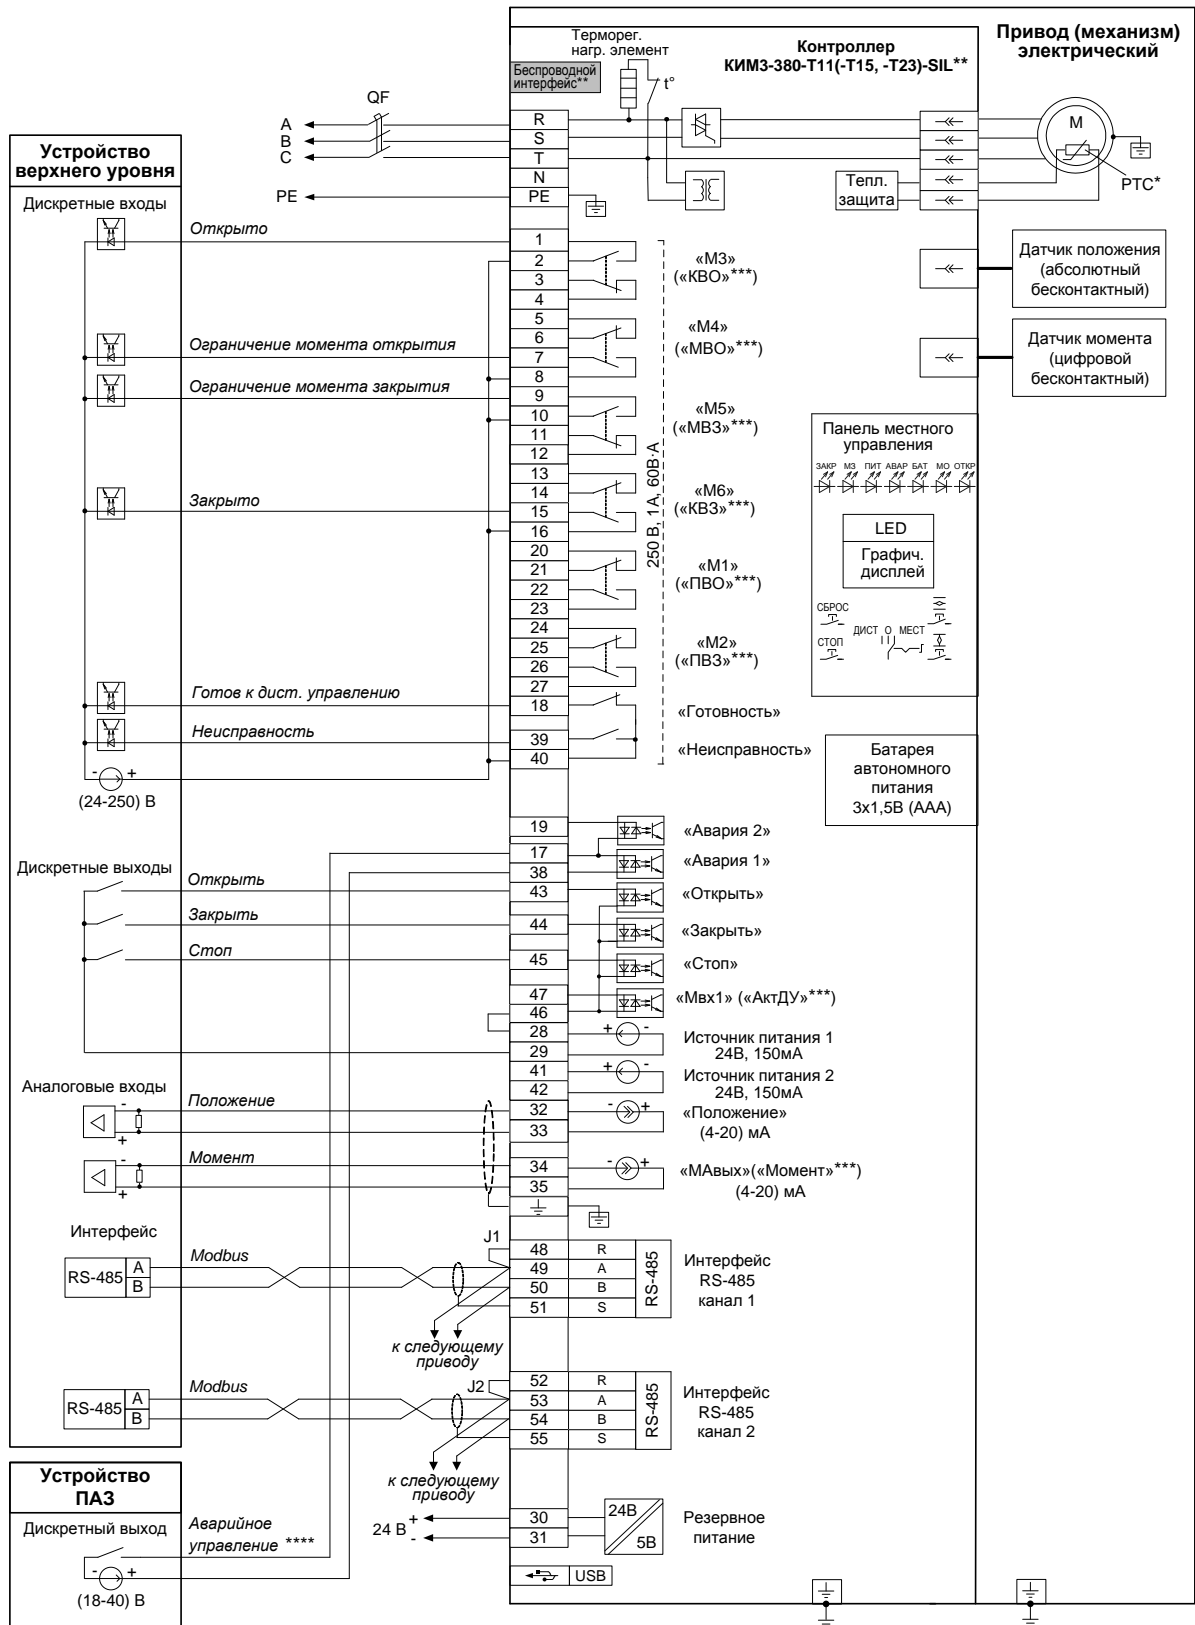 Привод (механизм)
электрический
Терморег.
нагр. элемент
Контроллер
КИМ3-380-Т11(-Т15, -Т23)-SIL**
Беспроводной
интерфейс**
t°
QF
A
B
C
PE
R
S
T
N
PE
M
PTC*
Тепл.
защита
Устройство
верхнего уровня
Дискретные входы
Открыто
1
2
3
4
«М3»
(«КВО»***)
Датчик положения
(абсолютный
бесконтактный)
Ограничение момента открытия
5
6
7
8
«М4»
(«МВО»***)
Датчик момента
(цифровой
бесконтактный)
Ограничение момента закрытия
9
10
11
12
«М5»
(«МВЗ»***)
250 В, 1А, 60В·А
Панель местного
управления
ЗАКР МЗ ПИТ АВАР БАТ МО ОТКР
Закрыто
13
14
15
16
«М6»
(«КВЗ»***)
LED
Графич.
дисплей
20
21
22
23
«М1»
(«ПВО»***)
СБРОС
СТОП
ДИСТ О МЕСТ
24
25
26
27
«М2»
(«ПВЗ»***)
Готов к дист. управлению
18
«Готовность»
Неисправность
39
40
«Неисправность»
Батарея
автономного
питания
3х1,5В (ААА)
- +
(24-250) В
19
«Авария 2»
17
38
«Авария 1»
Дискретные выходы
Открыть
43
«Открыть»
Закрыть
44
«Закрыть»
Стоп
45
«Стоп»
47
46
«Мвх1» («АктДУ»***)
28
29
+ -
Источник питания 1
24В, 150мА
41
42
+ -
Источник питания 2
24В, 150мА
Аналоговые входы
Положение
- +
32
33
- +
«Положение»
(4-20) мА
Момент
- +
34
35
- +
«МАвых»(«Момент»***)
(4-20) мА
Интерфейс
RS-485
A
B
Modbus
J1
48 R
49 A
50 B
51 S
RS-485
Интерфейс
RS-485
канал 1
к следующему
приводу
RS-485
A
B
Modbus
J2
52 R
53 A
54 B
55 S
RS-485
Интерфейс
RS-485
канал 2
к следующему
приводу
Устройство
ПАЗ
Дискретный выход
Аварийное
управление ****
- +
(18-40) В
24 В
+
-
30
31
24В
5В
Резервное
питание
USB